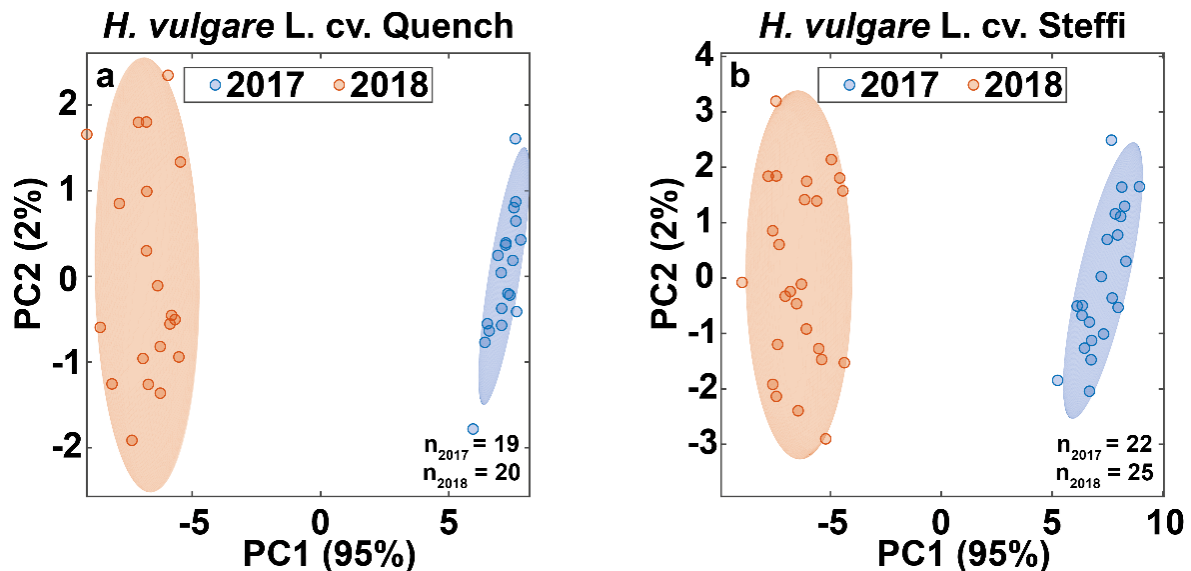 H. vulgare L. cv. Quench
a
2017 2018
PC2 (2%)
2
1
0
-1
-2
n2017 = 19
n2018 = 20
-5 0 5
PC1 (95%)
H. vulgare L. cv. Steffi
b
2017 2018
PC2 (2%)
4
3
2
1
0
-1
-2
-3
n2017 = 22
n2018 = 25
-5 0 5 10
PC1 (95%)